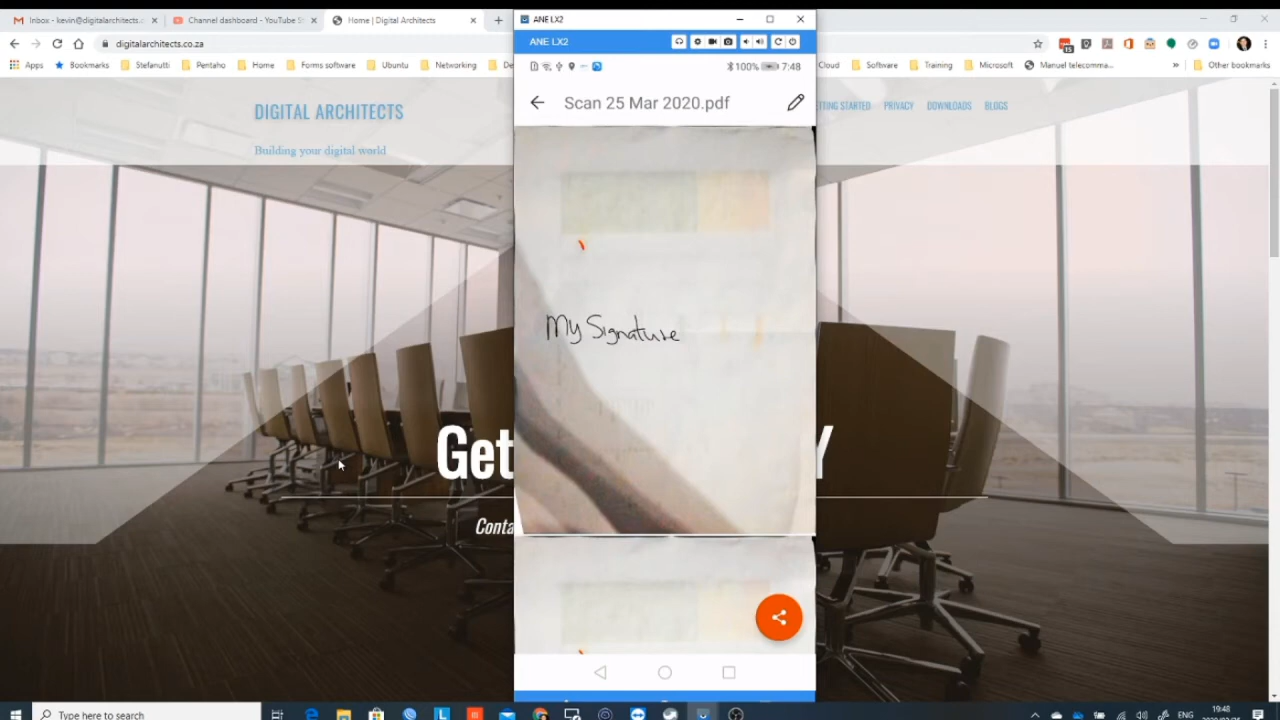 Inbox - kevin@digitalarchitects.c
Channel dashboard - YouTube S
Home | Digital Architects
ANE LX2
digitalarchitects.co.za
ANE LX2
15
Apps
Bookmarks
Stefanutti
Pentaho
Home
Forms software
Ubuntu
Networking
De
100%
7:48
Cloud
Software
Training
Microsoft
Manuel telecomma...
»
Other bookmarks
DIGITAL ARCHITECTS
Building your digital world
Scan 25 Mar 2020.pdf
TTING STARTED
PRIVACY
DOWNLOADS
BLOGS
My Signature
Get
Y
Conta
Type here to search
ENG
19:48